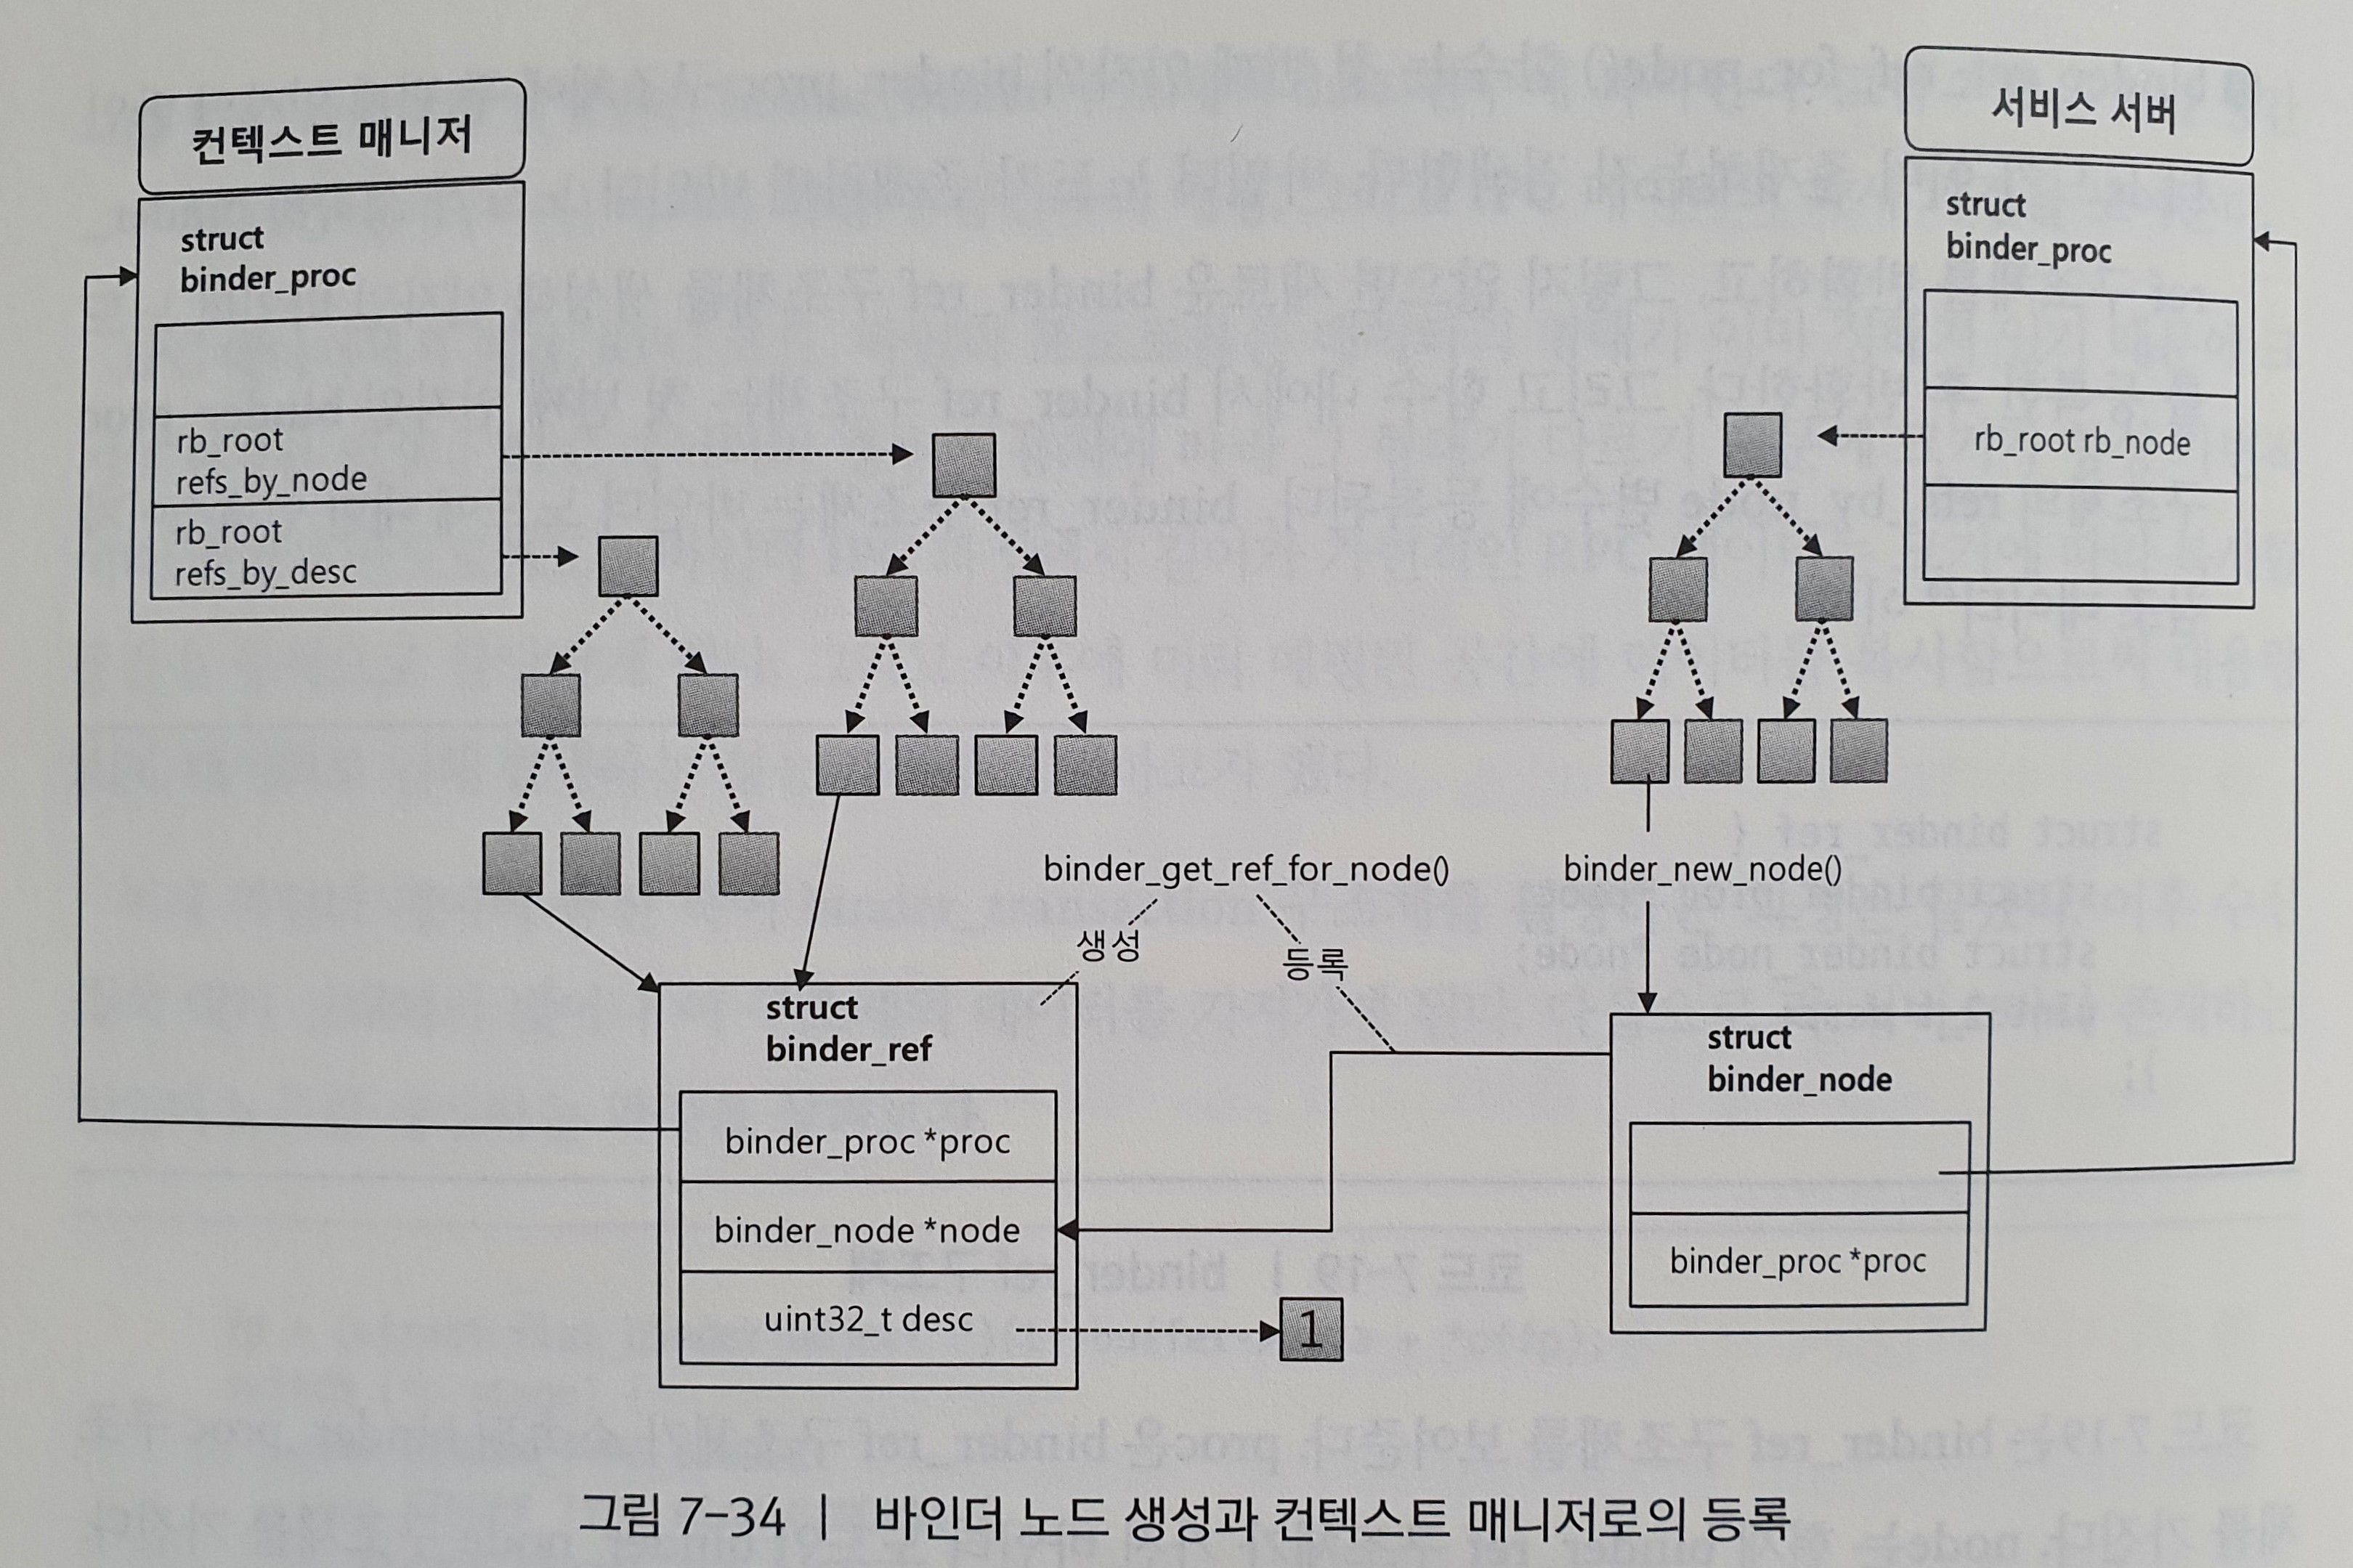 컨텍스트 매니저
struct
binder_proc
rb_root
refs_by_node
rb_root
refs_by_desc
서비스 서버
struct
binder_proc
rb_root rb_node
binder_get_ref_for_node()
binder_new_node()
생성
등록
struct
binder_ref
binder_proc *proc
binder_node *node
uint32_t desc
1
struct
binder_node
binder_proc *proc
그림 7-34 | 바인더 노드 생성과 컨텍스트 매니저로의 등록